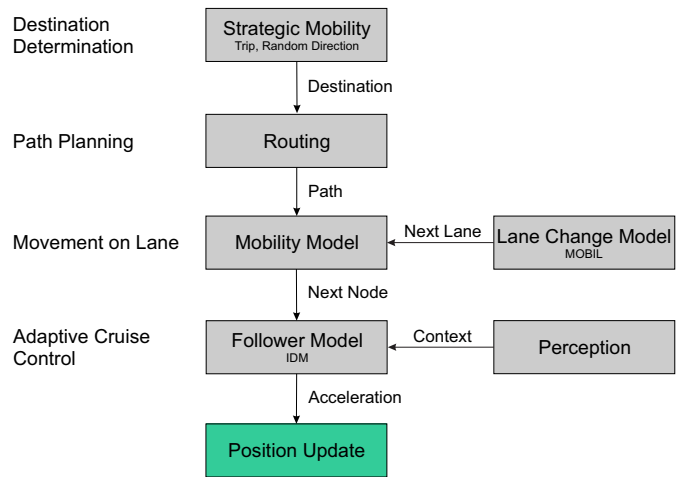 Destination
Determination
Strategic Mobility
Trip, Random Direction
Destination
Path Planning
Routing
Path
Movement on Lane
Mobility Model
Next Lane
Lane Change Model
MOBIL
Next Node
Adaptive Cruise
Control
Follower Model
IDM
Context
Perception
Acceleration
Position Update